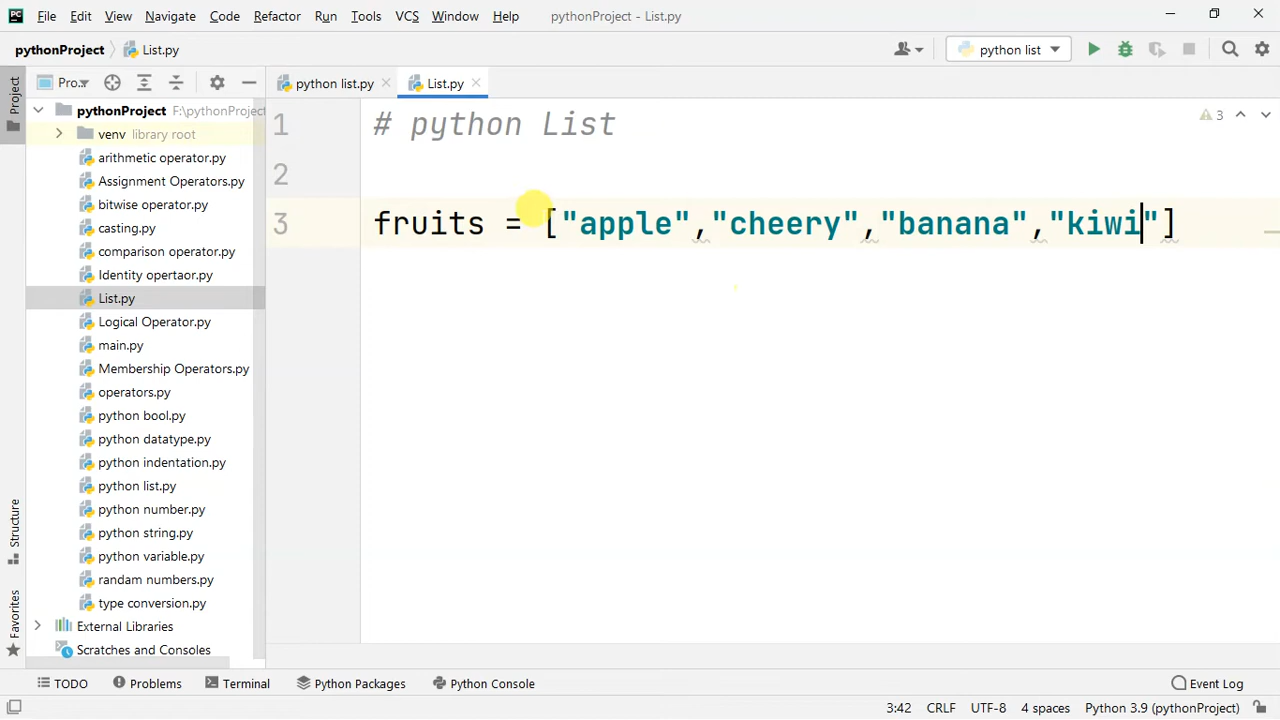 PC File Edit View Navigate Code Refactor Run Tools VCS Window Help pythonProject - List.py
pythonProject List.py python list
Project Pro... python list.py List.py
pythonProject F:\pythonProject
venv library root
arithmetic operator.py
Assignment Operators.py
bitwise operator.py
casting.py
comparison operator.py
Identity opertaor.py
List.py
Logical Operator.py
main.py
Membership Operators.py
operators.py
python bool.py
python datatype.py
python indentation.py
python list.py
python number.py
python string.py
python variable.py
randam numbers.py
type conversion.py
External Libraries
Scratches and Consoles
Structure
Favorites
1 # python List
3
2
3 fruits = ["apple","cheery","banana","kiwi"]
TODO Problems Terminal Python Packages Python Console Event Log
3:42 CRLF UTF-8 4 spaces Python 3.9 (pythonProject)